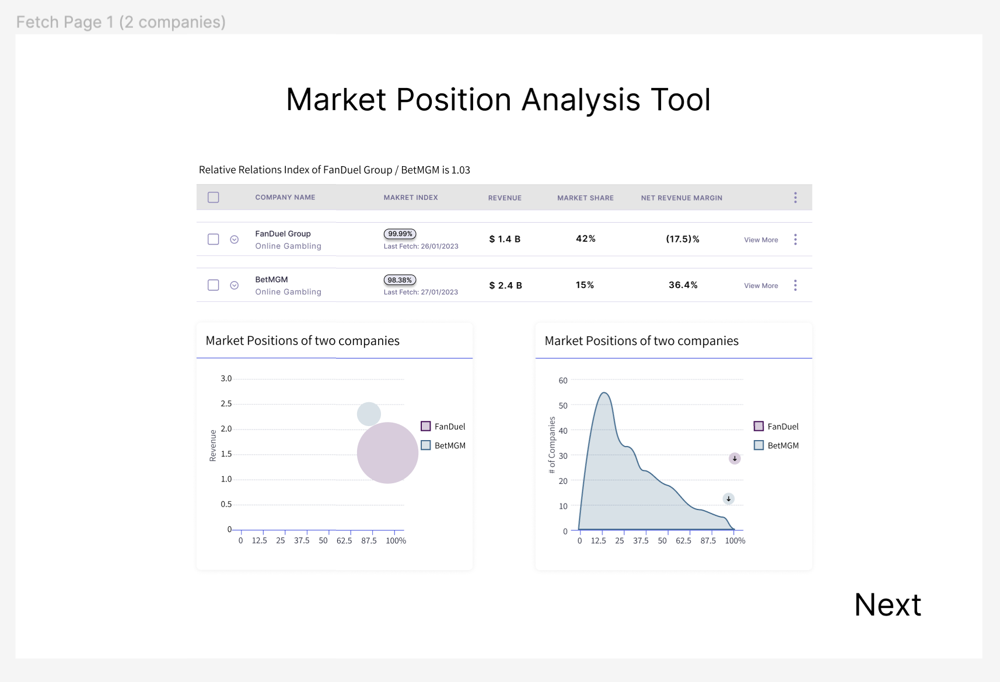 Fetch Page 1 (2 companies)
Market Position Analysis Tool
Relative Relations Index of FanDuel Group / BetMGM is 1.03
COMPANY NAME MAKRET INDEX REVENUE MARKET SHARE NET REVENUE MARGIN
FanDuel Group 99.99% $ 1.4 B 42% (17.5)% View More
Online Gambling Last Fetch: 26/01/2023
BetMGM 98.38% $ 2.4 B 15% 36.4% View More
Online Gambling Last Fetch: 27/01/2023
Market Positions of two companies
Revenue
3.0
2.5
2.0
1.5
1.0
0.5
0
0 12.5 25 37.5 50 62.5 87.5 100%
FanDuel
BetMGM
Market Positions of two companies
# of Companies
60
50
40
30
20
10
0
0 12.5 25 37.5 50 62.5 87.5 100%
FanDuel
BetMGM
Next